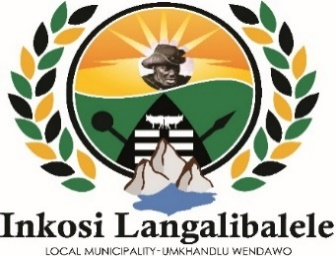 Inkosi Langalibalele
LOCAL MUNICIPALITY-UMKHANDLU WENDAWO